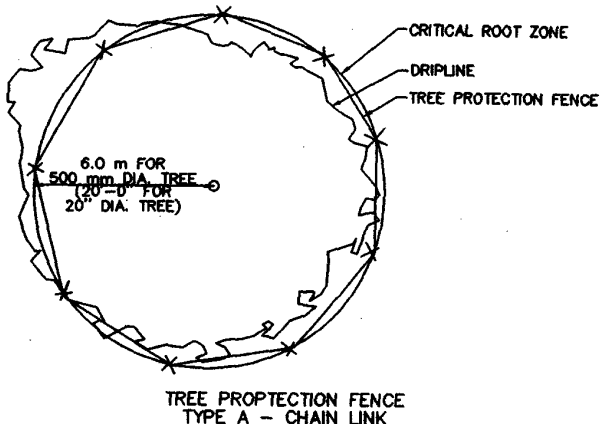 CRITICAL ROOT ZONE
DRIPLINE
TREE PROTECTION FENCE
6.0 m FOR
500 mm DIA. TREE
(20'-0" FOR
20" DIA. TREE)
TREE PROPTECTION FENCE
TYPE A - CHAIN LINK